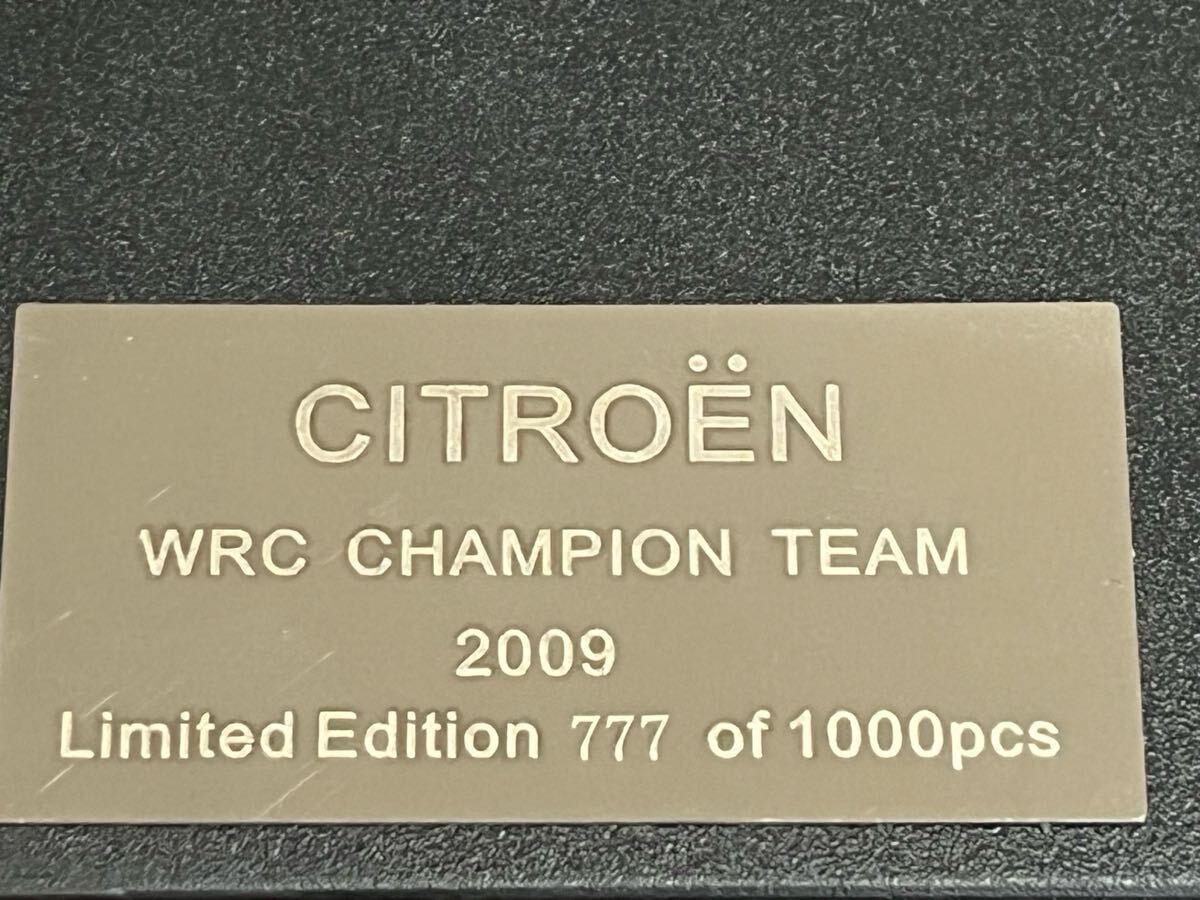 CITROËN
WRC CHAMPION TEAM
2009
Limited Edition 777 of 1000pcs